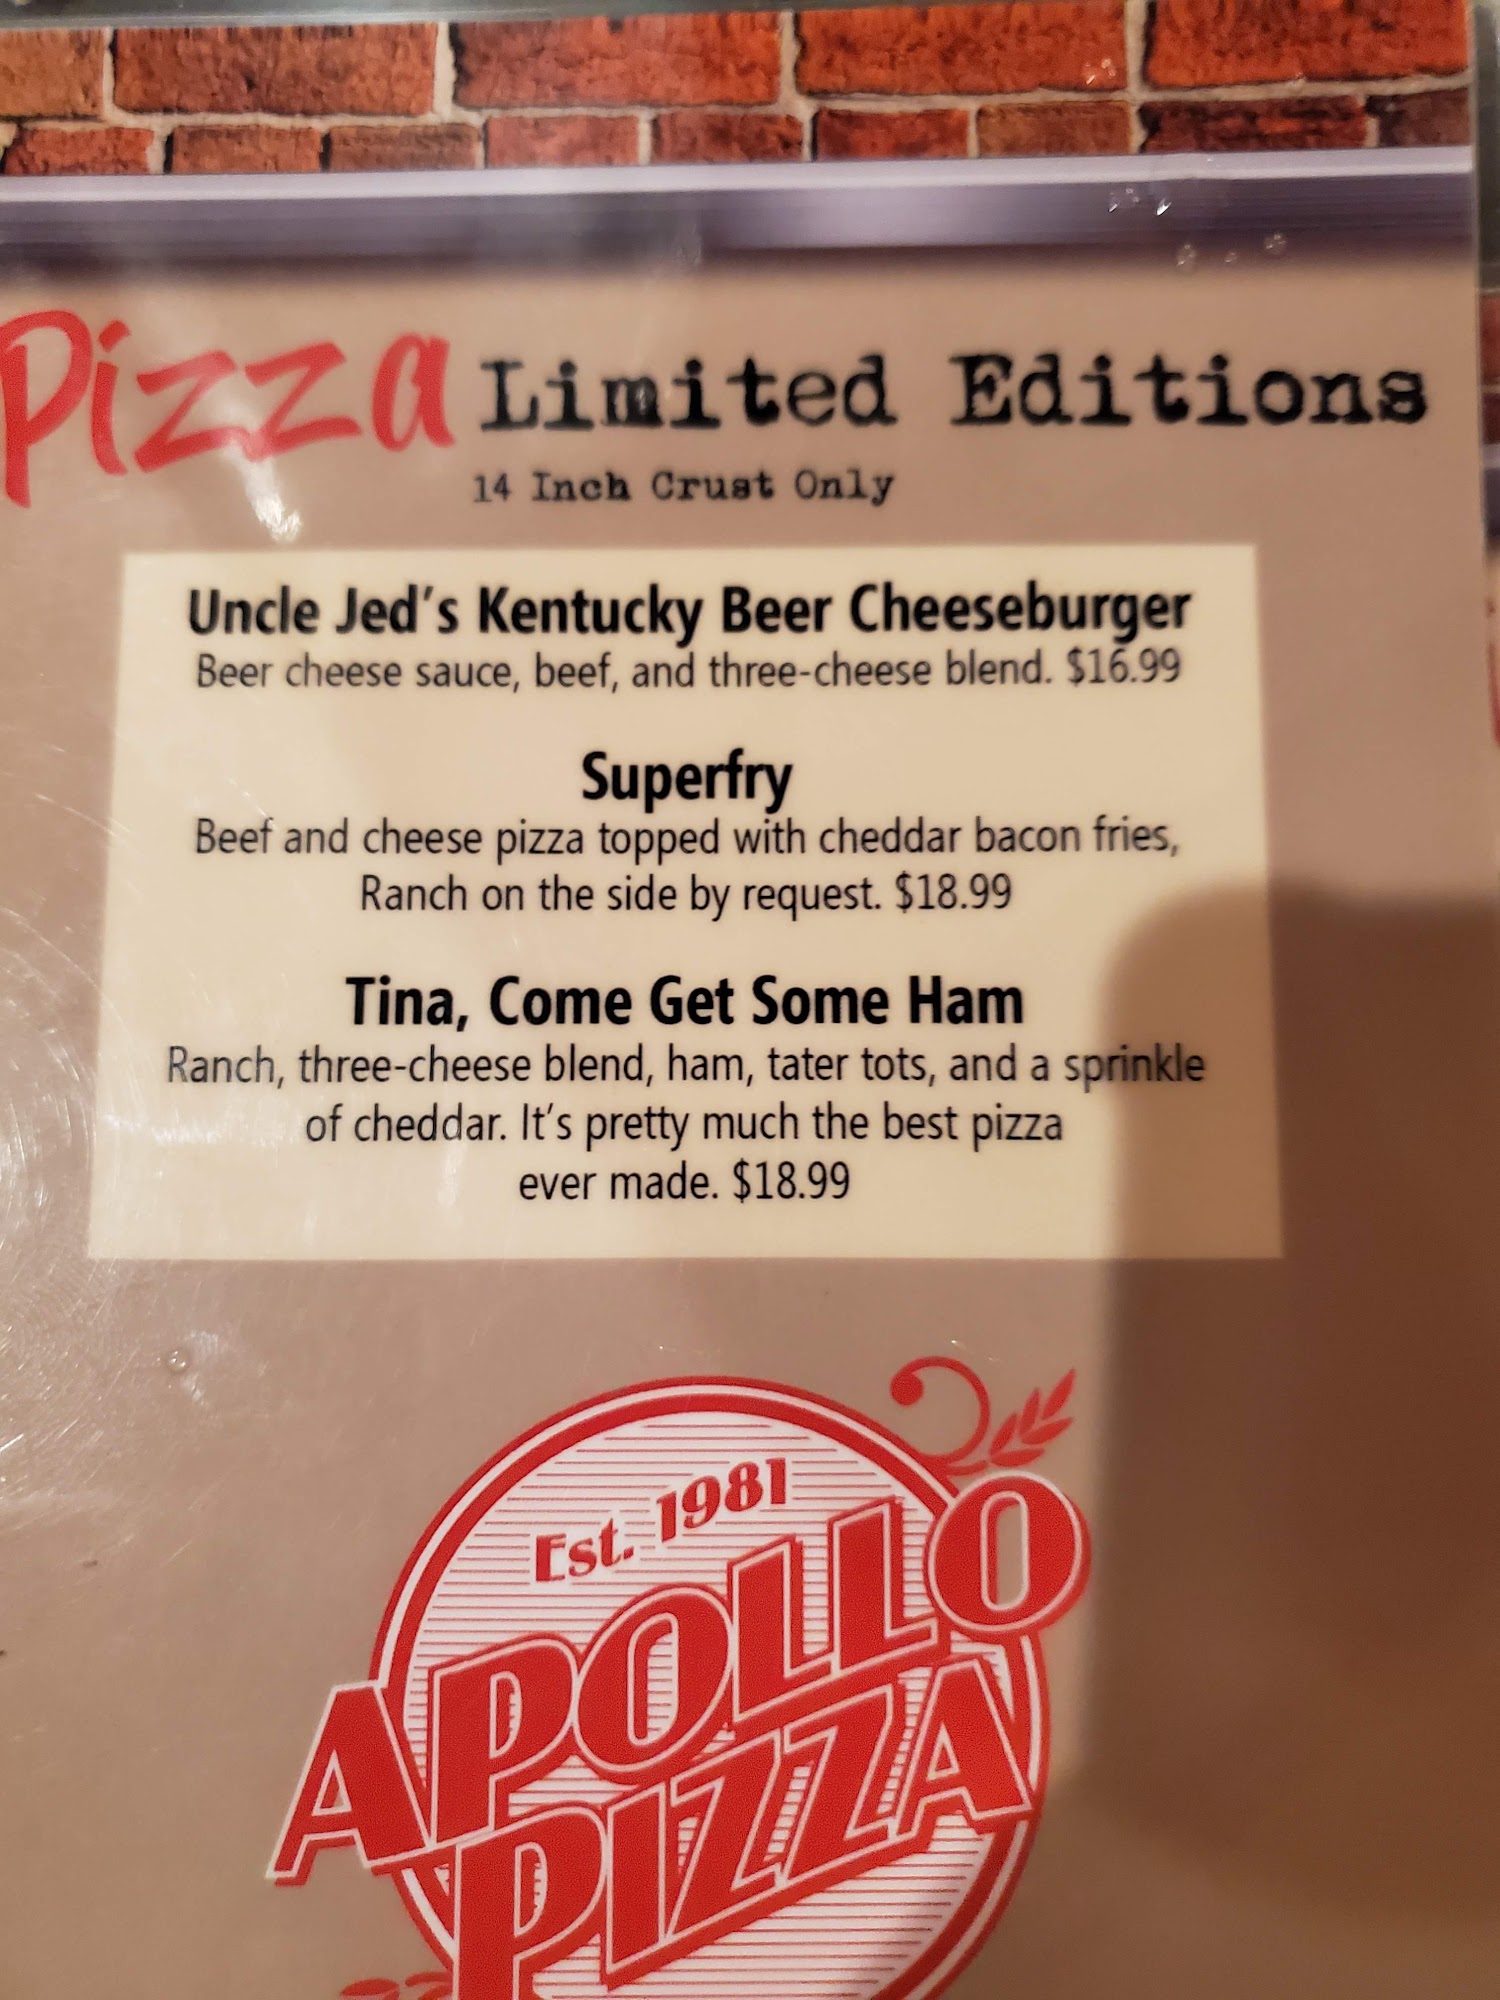 Pizza Limited Editions
14 Inch Crust Only
Uncle Jed's Kentucky Beer Cheeseburger
Beer cheese sauce, beef, and three-cheese blend. $16.99
Superfry
Beef and cheese pizza topped with cheddar bacon fries,
Ranch on the side by request. $18.99
Tina, Come Get Some Ham
Ranch, three-cheese blend, ham, tater tots, and a sprinkle
of cheddar. It's pretty much the best pizza
ever made. $18.99
Est. 1981
APOLLO
PIZZA